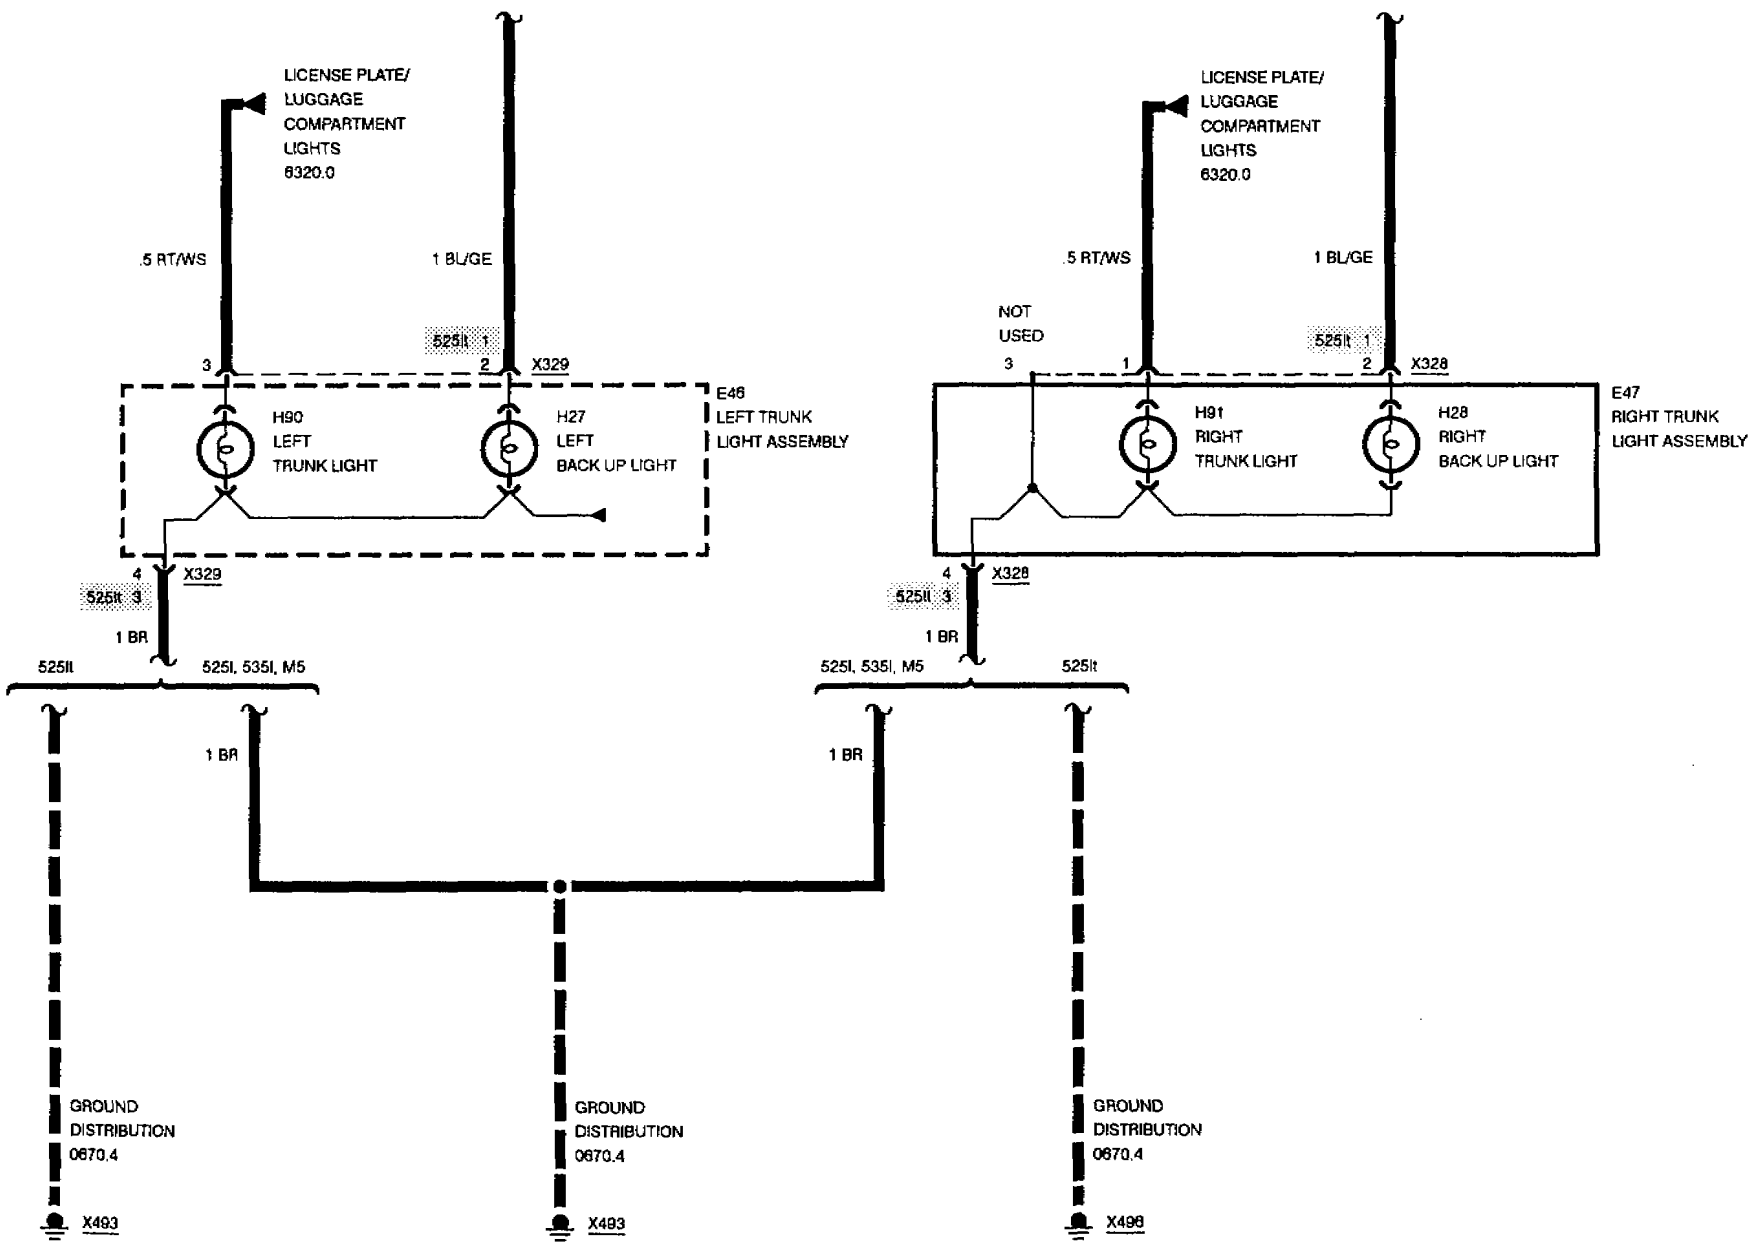 LICENSE PLATE/
LUGGAGE
COMPARTMENT
LIGHTS
6320.0
LICENSE PLATE/
LUGGAGE
COMPARTMENT
LIGHTS
6320.0
.5 RT/WS
1 BL/GE
.5 RT/WS
1 BL/GE
NOT
USED
525it 1
525it 1
3
2
X329
3
1
2
X328
E46
LEFT TRUNK
LIGHT ASSEMBLY
E47
RIGHT TRUNK
LIGHT ASSEMBLY
H90
LEFT
TRUNK LIGHT
H27
LEFT
BACK UP LIGHT
H91
RIGHT
TRUNK LIGHT
H28
RIGHT
BACK UP LIGHT
4
X329
525it 3
1 BR
4
X328
525it 3
1 BR
525it
525i, 535i, M5
525i, 535i, M5
525it
1 BR
1 BR
GROUND
DISTRIBUTION
0670.4
GROUND
DISTRIBUTION
0670.4
GROUND
DISTRIBUTION
0670.4
X493
X493
X498